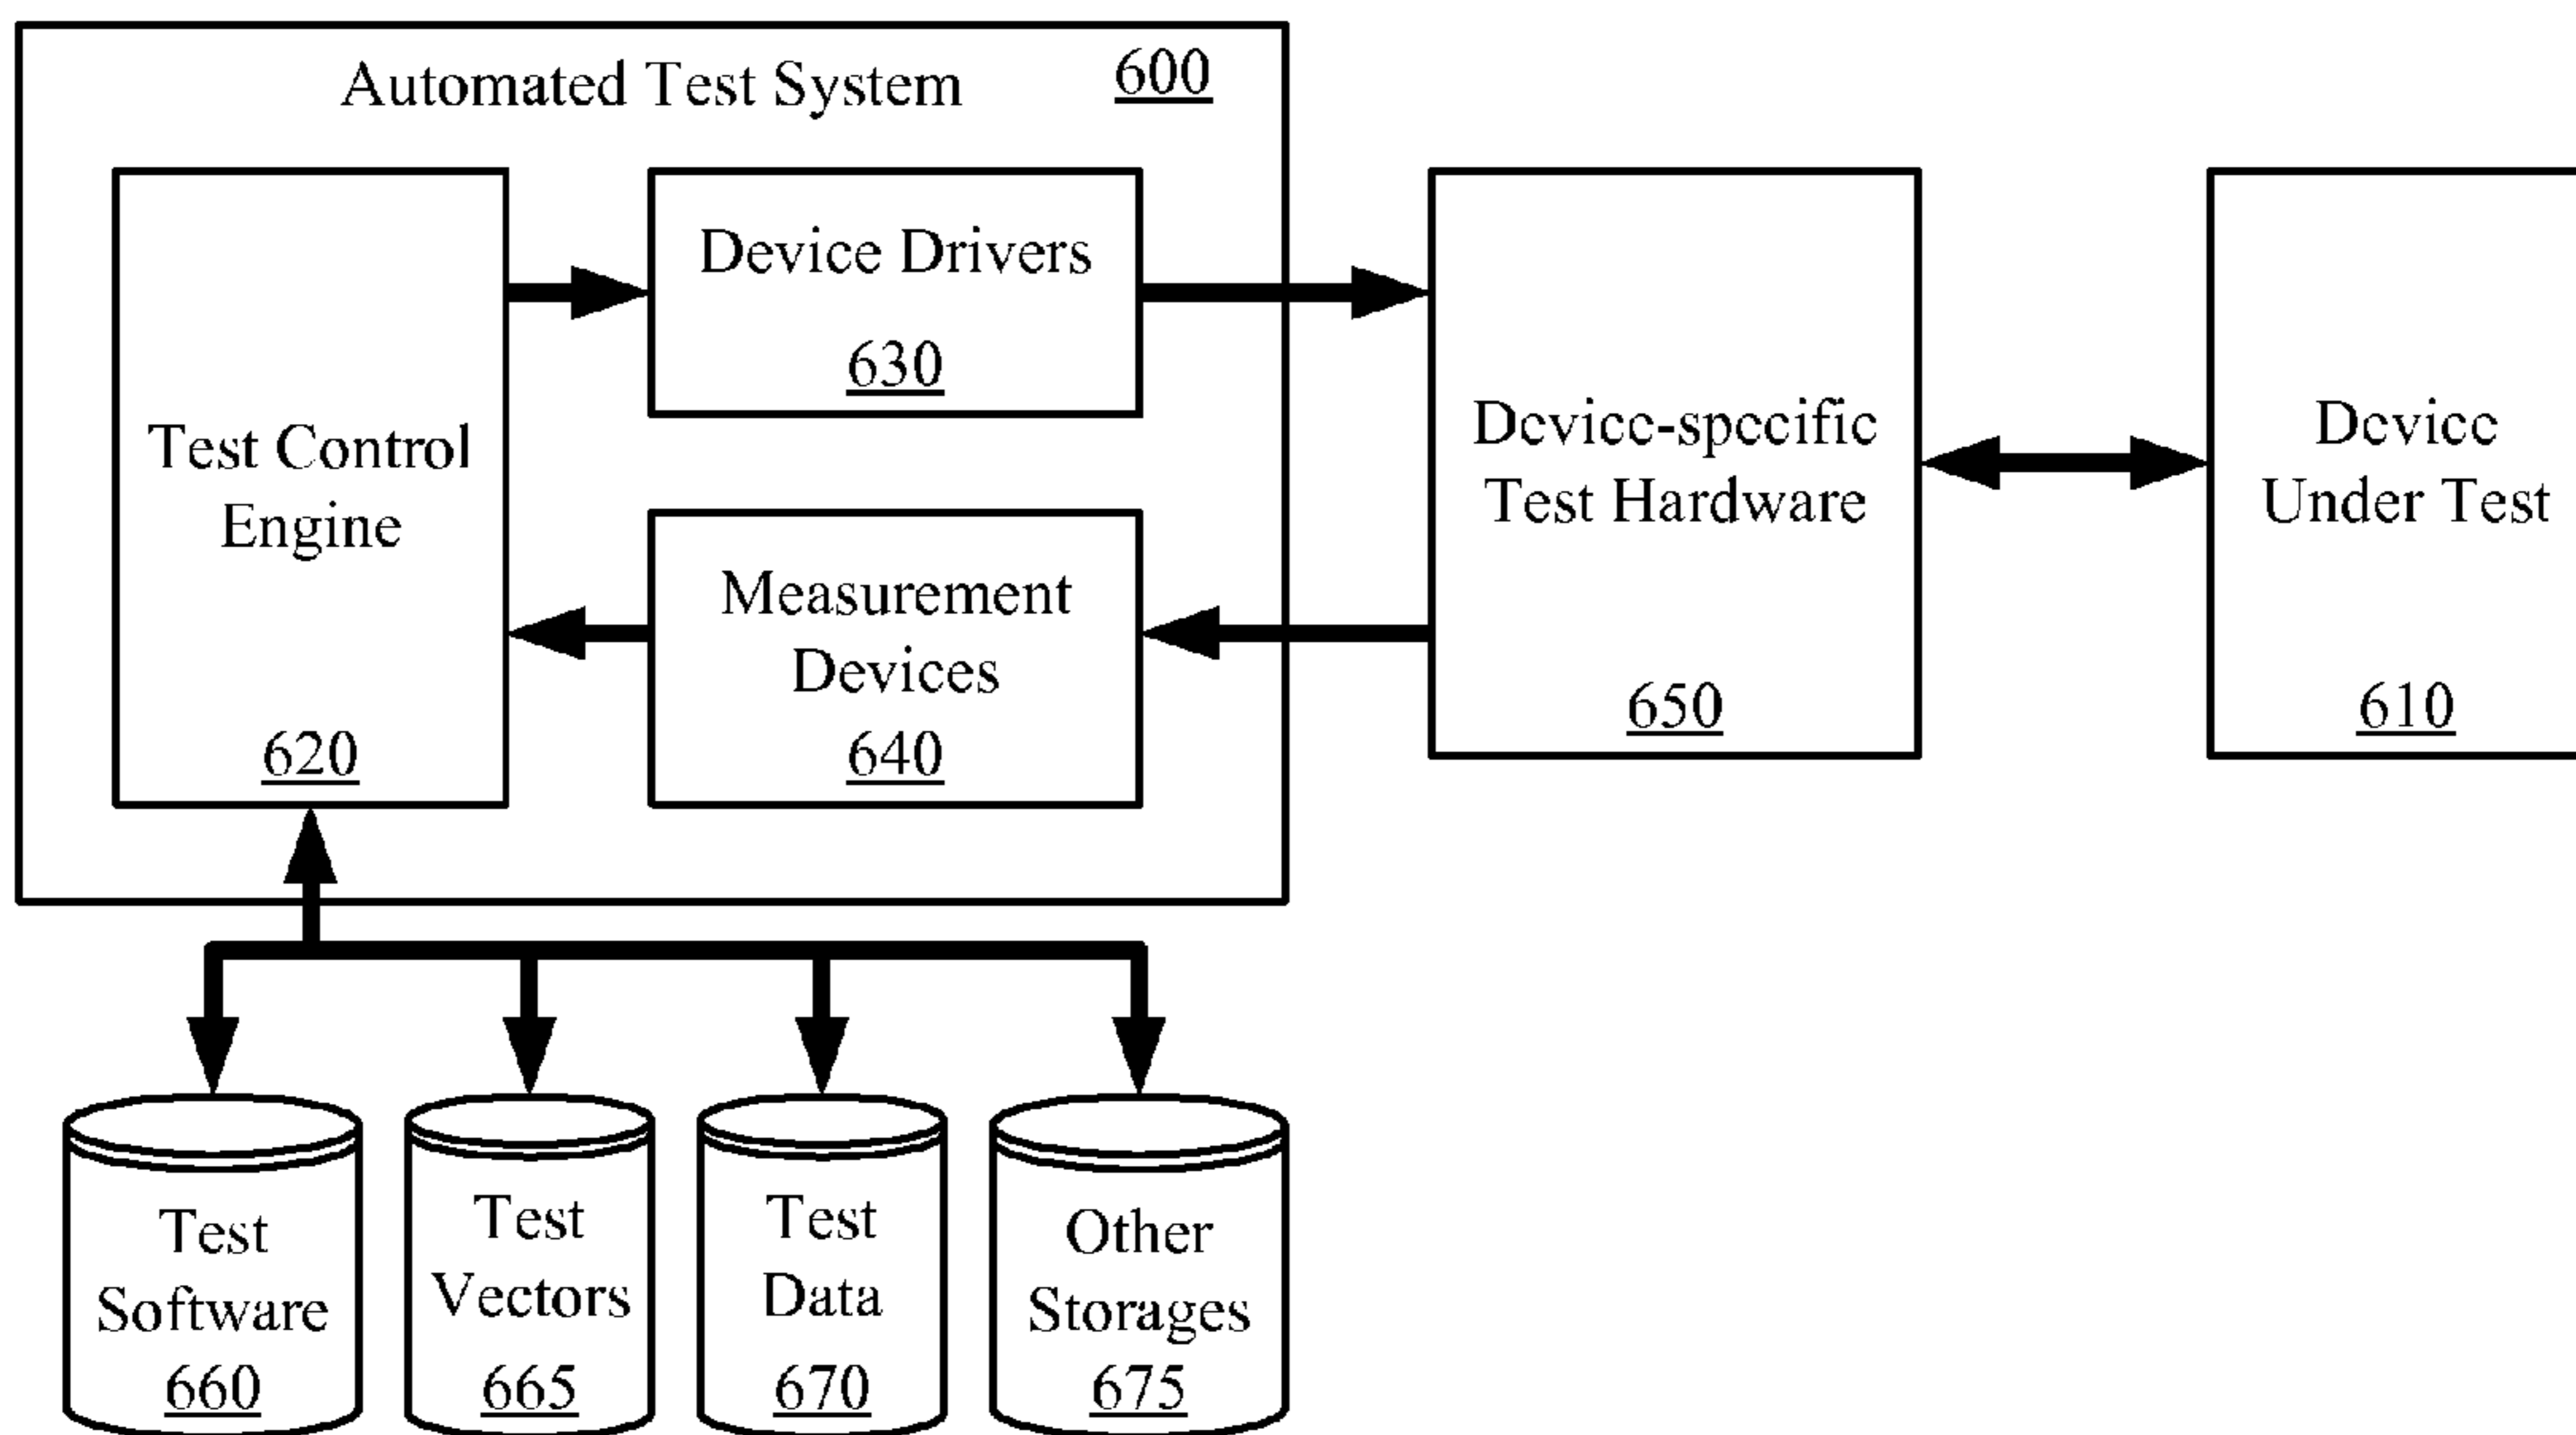 Automated Test System
600
Test Control
Engine
620
Device Drivers
630
Measurement
Devices
640
Device-specific
Test Hardware
650
Device
Under Test
610
Test
Software
660
Test
Vectors
665
Test
Data
670
Other
Storages
675